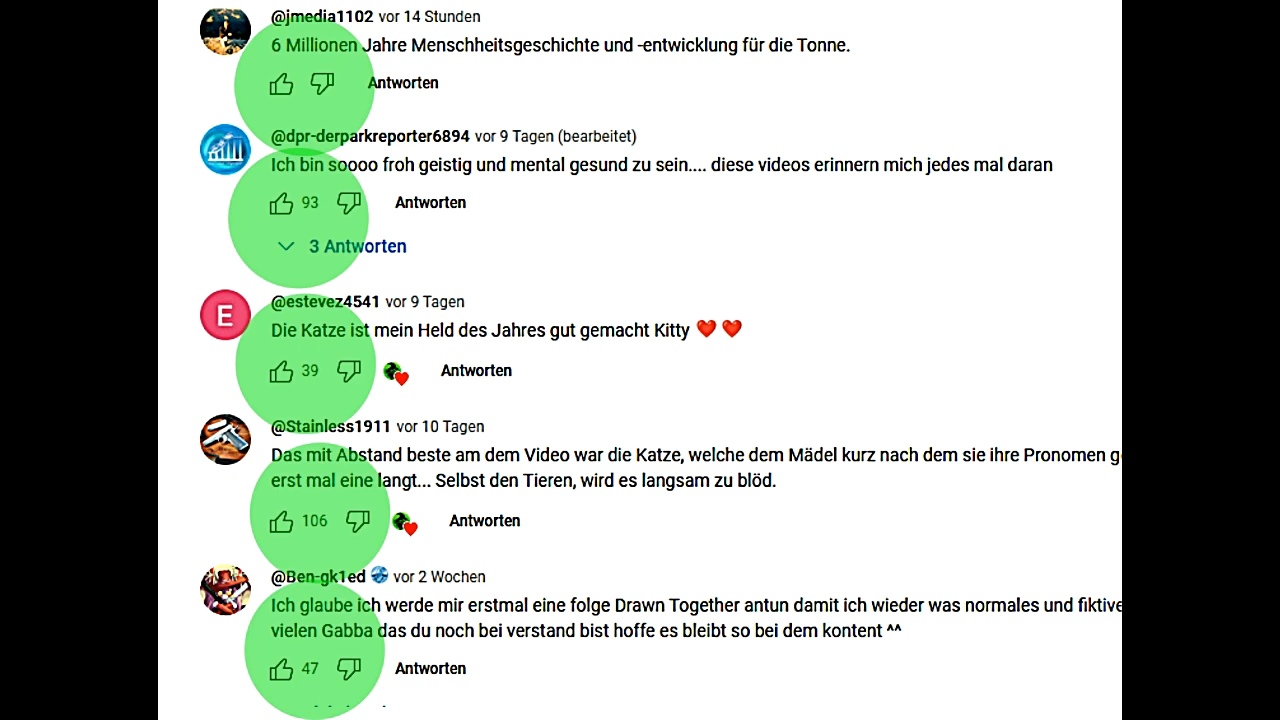 @jmedia1102 vor 14 Stunden
6 Millionen Jahre Menschheitsgeschichte und -entwicklung für die Tonne.
Antworten
@dpr-derparkreporter6894 vor 9 Tagen (bearbeitet)
Ich bin soooo froh geistig und mental gesund zu sein.... diese videos erinnern mich jedes mal daran
93 Antworten
3 Antworten
E
@estevez4541 vor 9 Tagen
Die Katze ist mein Held des Jahres gut gemacht Kitty ❤️ ❤️
39 Antworten
@Stainless1911 vor 10 Tagen
Das mit Abstand beste am dem Video war die Katze, welche dem Mädel kurz nach dem sie ihre Pronomen g
erst mal eine langt... Selbst den Tieren, wird es langsam zu blöd.
106 Antworten
@Ben-gk1ed vor 2 Wochen
Ich glaube ich werde mir erstmal eine folge Drawn Together antun damit ich wieder was normales und fiktive
vielen Gabba das du noch bei verstand bist hoffe es bleibt so bei dem kontent ^^
47 Antworten